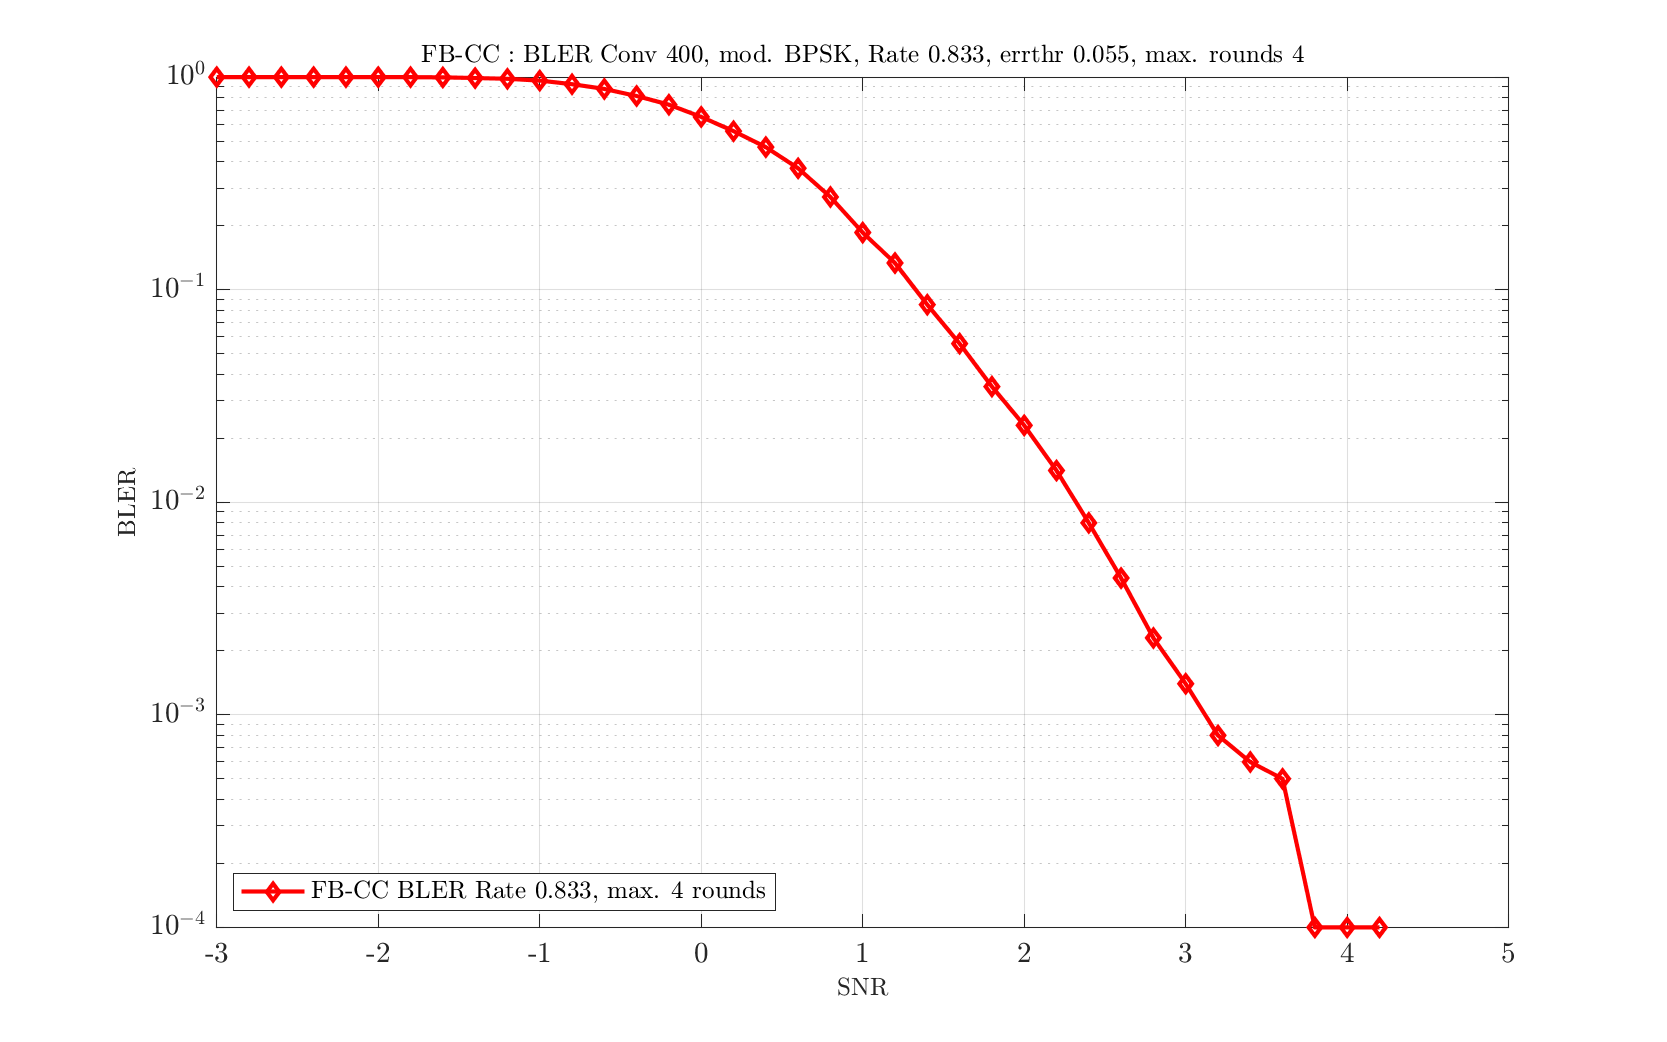 FB-CC : BLER Conv 400, mod. BPSK, Rate 0.833, errthr 0.055, max. rounds 4
10^0
10^-1
10^-2
10^-3
10^-4
BLER
FB-CC BLER Rate 0.833, max. 4 rounds
-3 -2 -1 0 1 2 3 4 5
SNR